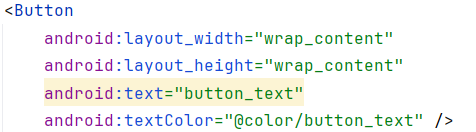 <Button
android:layout_width="wrap_content"
android:layout_height="wrap_content"
android:text="button_text"
android:textColor="@color/button_text" />